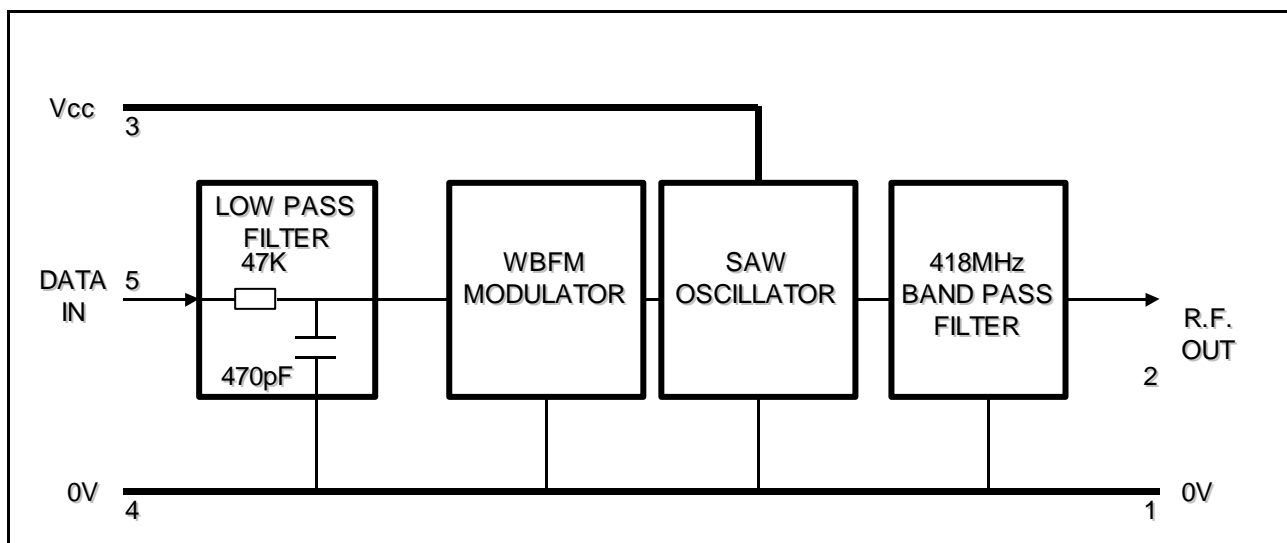 Vcc
3
LOW PASS
FILTER
47K
470pF
DATA
IN
5
WBFM
MODULATOR
SAW
OSCILLATOR
418MHz
BAND PASS
FILTER
R.F.
OUT
2
0V
4
1
0V